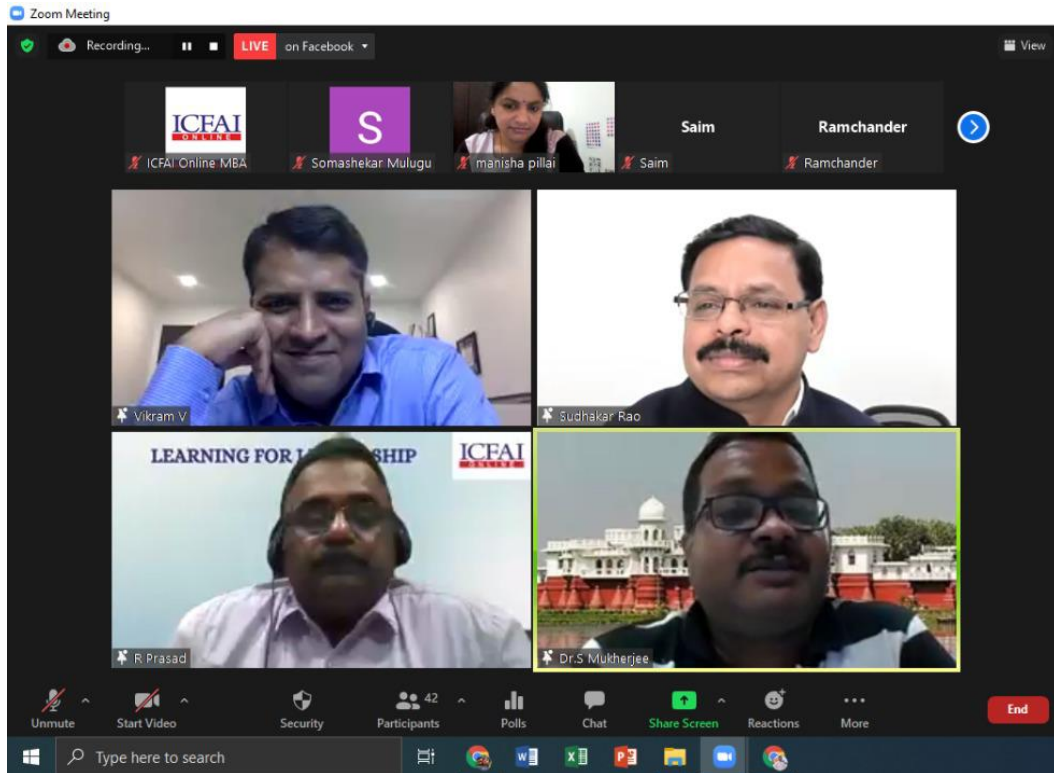 Zoom Meeting
Recording...
LIVE on Facebook
View
ICFAI
ONLINE
S
Saim
Ramchander
ICFAI Online MBA
Somashekar Mulugu
manisha pillai
Saim
Ramchander
Vikram V
Sudhakar Rao
LEARNING FOR L SHIP
ICFAI
ONLINE
R Prasad
Dr.S Mukherjee
42
Unmute
Start Video
Security
Participants
Polls
Chat
Share Screen
Reactions
More
End
Type here to search